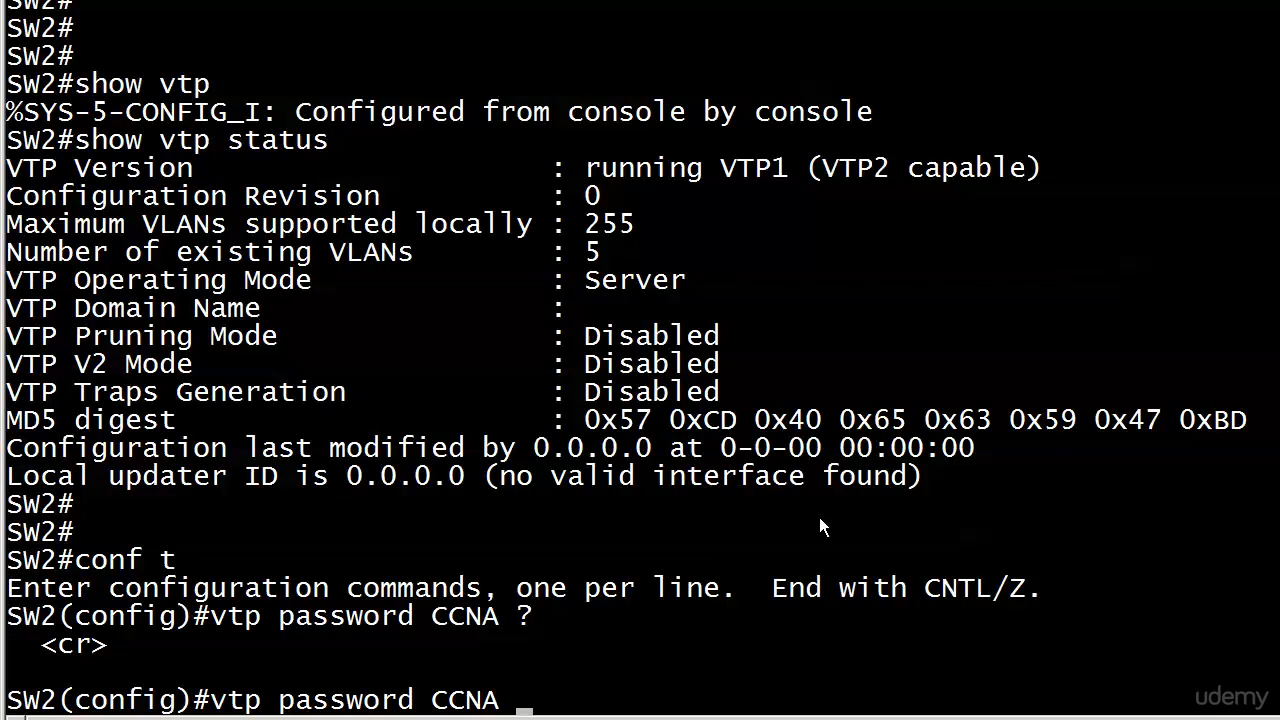 SW2#
SW2#
SW2#
SW2#show vtp
%SYS-5-CONFIG_I: Configured from console by console
SW2#show vtp status
VTP Version                     : running VTP1 (VTP2 capable)
Configuration Revision          : 0
Maximum VLANs supported locally : 255
Number of existing VLANs        : 5
VTP Operating Mode              : Server
VTP Domain Name                 :
VTP Pruning Mode                : Disabled
VTP V2 Mode                     : Disabled
VTP Traps Generation            : Disabled
MD5 digest                      : 0x57 0xCD 0x40 0x65 0x63 0x59 0x47 0xBD
Configuration last modified by 0.0.0.0 at 0-0-00 00:00:00
Local updater ID is 0.0.0.0 (no valid interface found)
SW2#
SW2#
SW2#conf t
Enter configuration commands, one per line.  End with CNTL/Z.
SW2(config)#vtp password CCNA ?
  <cr>
SW2(config)#vtp password CCNA
udemy